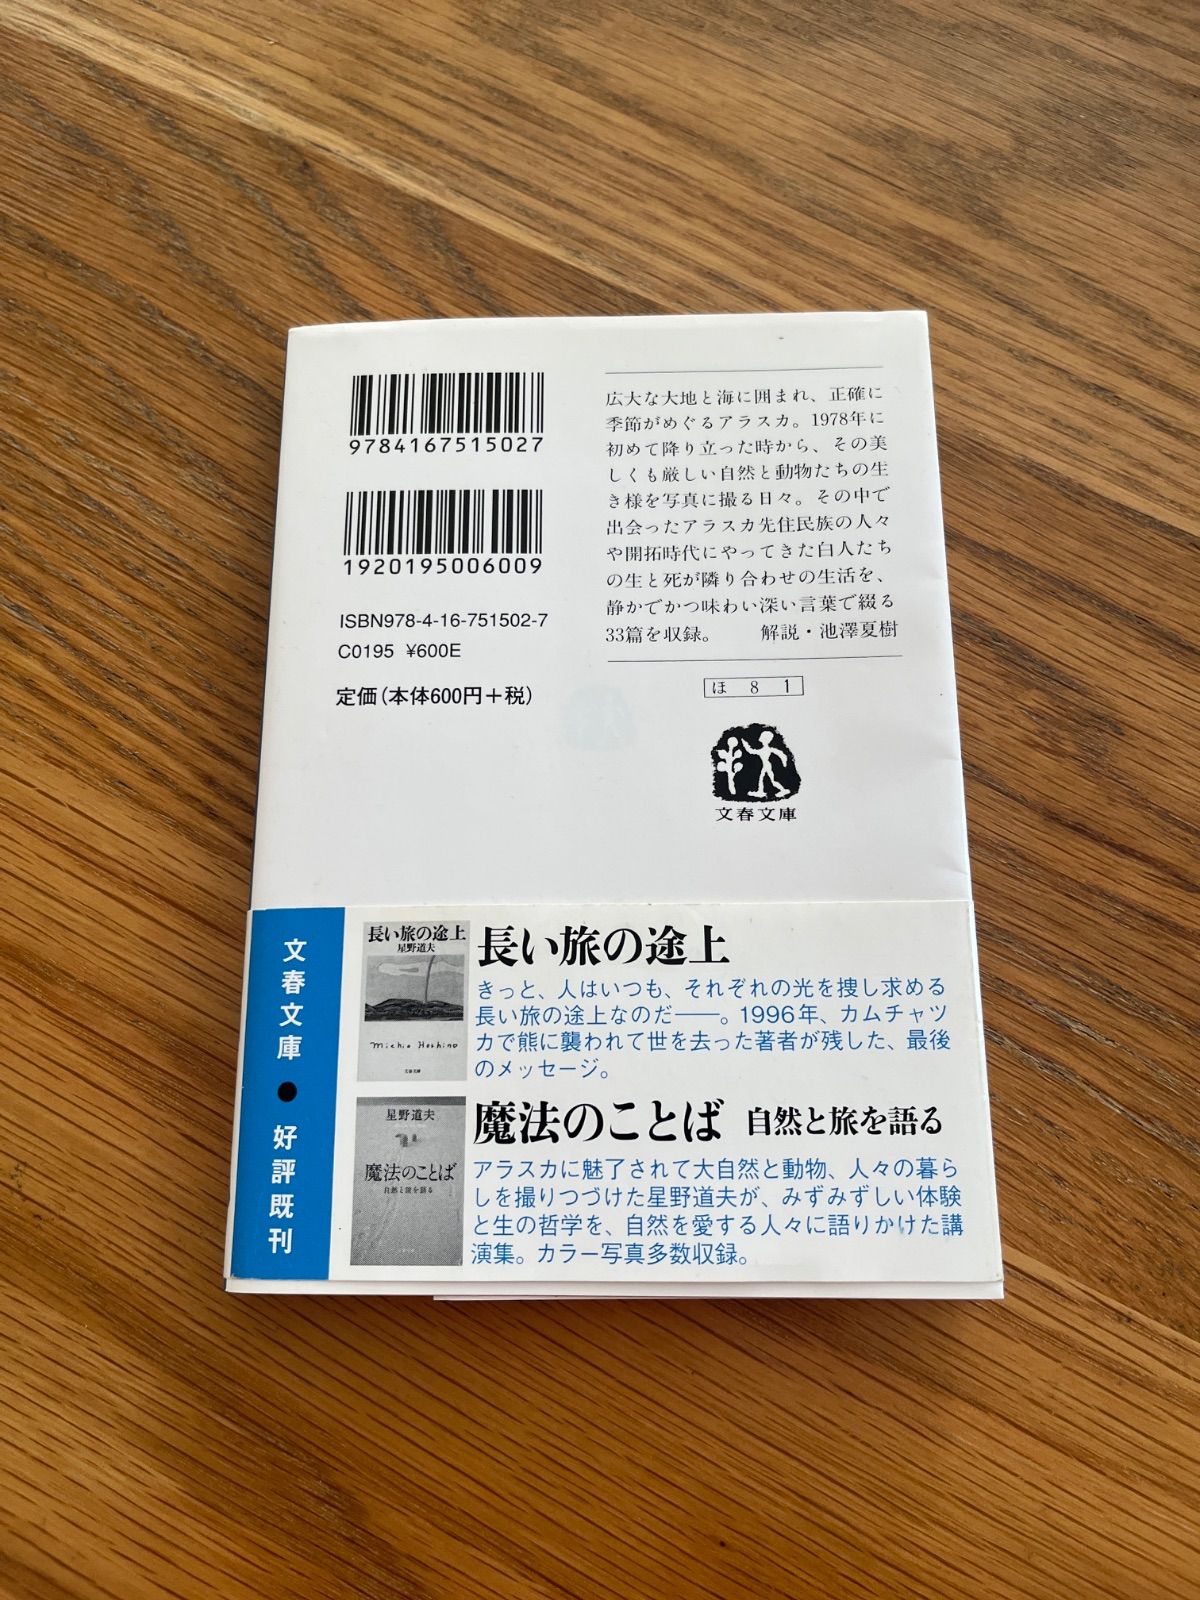 9784167515027
1920195006009
ISBN978-4-16-751502-7
C0195 ¥600E
定価(本体600円+税)
広大な大地と海に囲まれ、正確に
季節がめぐるアラスカ。1978年に
初めて降り立った時から、その美
しくも厳しい自然と動物たちの生
き様を写真に撮る日々。その中で
出会ったアラスカ先住民族の人々
や開拓時代にやってきた白人たち
の生と死が隣り合わせの生活を、
静かでかつ味わい深い言葉で綴る
33篇を収録。 解説・池澤夏樹
ほ 8 1
文春文庫
文春文庫●好評既刊
長い旅の途上
星野道夫
Michio Hoshino
文春文庫
長い旅の途上
きっと、人はいつも、それぞれの光を捜し求める
長い旅の途上なのだ——。1996年、カムチャツ
カで熊に襲われて世を去った著者が残した、最後
のメッセージ。
星野道夫
魔法のことば
自然と旅を語る
魔法のことば 自然と旅を語る
アラスカに魅了されて大自然と動物、人々の暮ら
しを撮りつづけた星野道夫が、みずみずしい体験
と生の哲学を、自然を愛する人々に語りかけた講
演集。カラー写真多数収録。